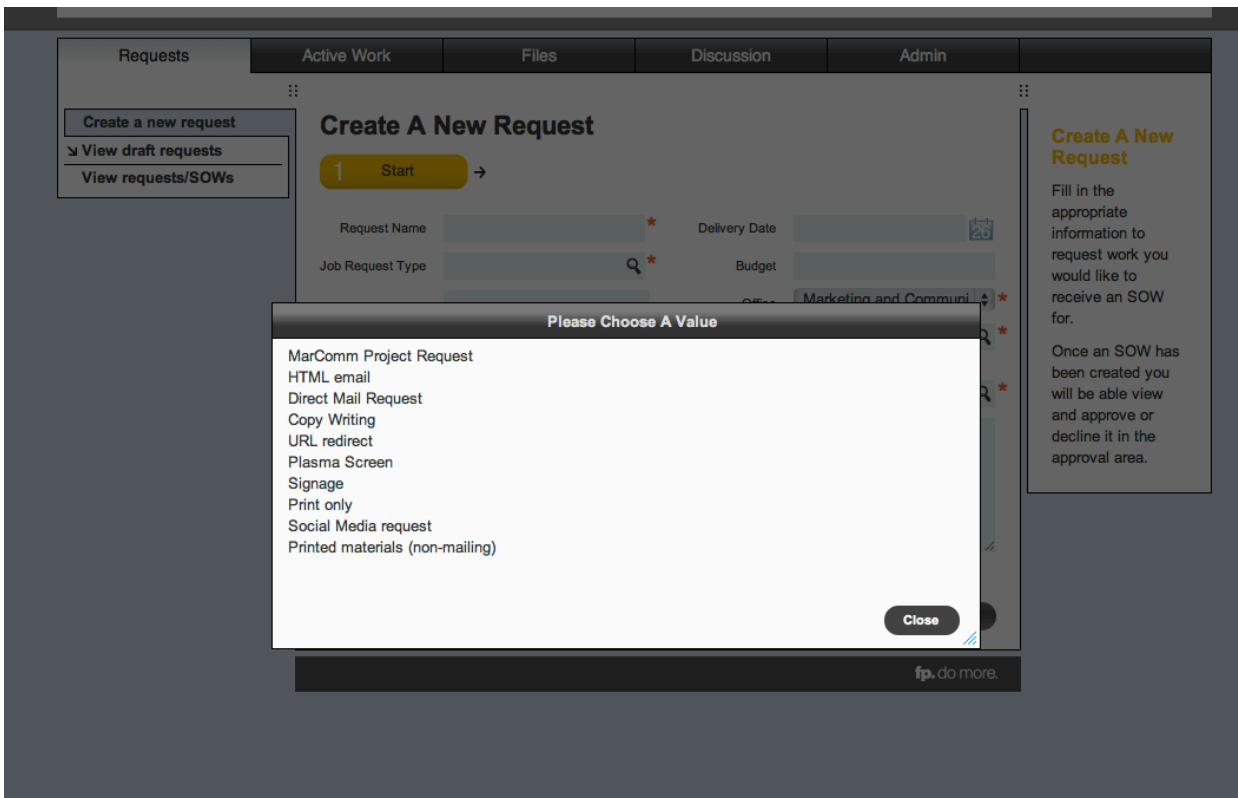 Requests
Active Work
Files
Discussion
Admin
Create a new request
View draft requests
View requests/SOWs
Create A New Request
1 Start
Request Name *
Delivery Date
26
Job Request Type *
Budget
Office
Marketing and Communi *
*
*
Please Choose A Value
MarComm Project Request
HTML email
Direct Mail Request
Copy Writing
URL redirect
Plasma Screen
Signage
Print only
Social Media request
Printed materials (non-mailing)
Close
Create A New
Request
Fill in the
appropriate
information to
request work you
would like to
receive an SOW
for.
Once an SOW has
been created you
will be able view
and approve or
decline it in the
approval area.
fp. do more.